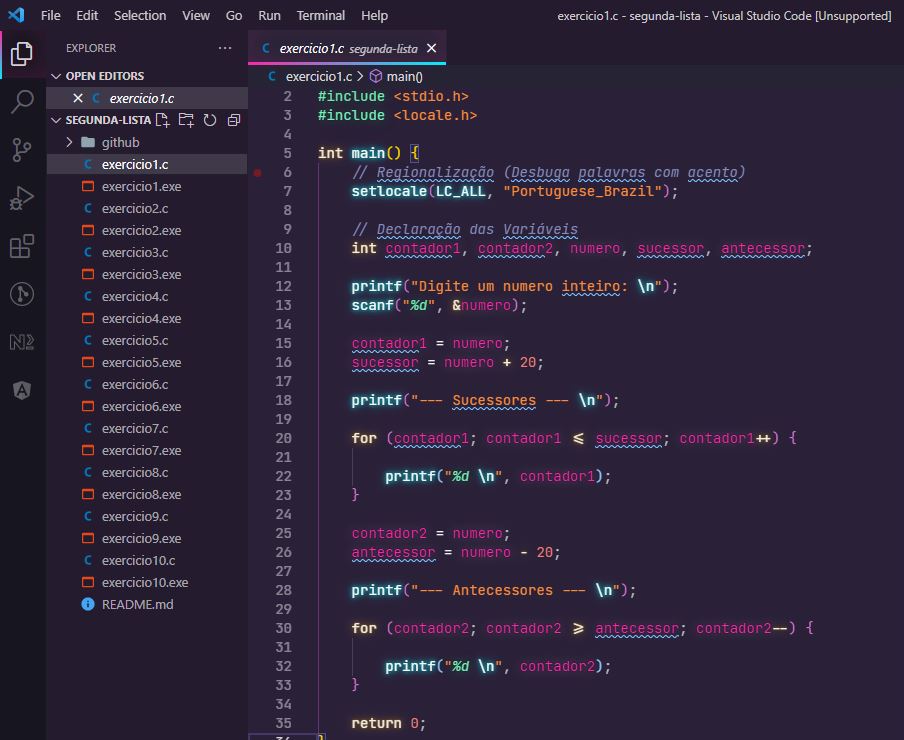 File Edit Selection View Go Run Terminal Help
exercicio1.c - segunda-lista - Visual Studio Code [Unsupported]
EXPLORER ···
OPEN EDITORS
C exercicio1.c
SEGUNDA-LISTA
github
C exercicio1.c
exercicio1.exe
C exercicio2.c
exercicio2.exe
C exercicio3.c
exercicio3.exe
C exercicio4.c
exercicio4.exe
C exercicio5.c
exercicio5.exe
C exercicio6.c
exercicio6.exe
C exercicio7.c
exercicio7.exe
C exercicio8.c
exercicio8.exe
C exercicio9.c
exercicio9.exe
C exercicio10.c
exercicio10.exe
README.md
C exercicio1.c segunda-lista
C exercicio1.c > main()
2 #include <stdio.h>
3 #include <locale.h>
4
5 int main() {
6 // Regionalização (Desbuga palavras com acento)
7 setlocale(LC_ALL, "Portuguese_Brazil");
8
9 // Declaração das Variáveis
10 int contador1, contador2, numero, sucessor, antecessor;
11
12 printf("Digite um numero inteiro: \n");
13 scanf("%d", &numero);
14
15 contador1 = numero;
16 sucessor = numero + 20;
17
18 printf("--- Sucessores --- \n");
19
20 for (contador1; contador1 <= sucessor; contador1++) {
21
22 printf("%d \n", contador1);
23 }
24
25 contador2 = numero;
26 antecessor = numero - 20;
27
28 printf("--- Antecessores --- \n");
29
30 for (contador2; contador2 >= antecessor; contador2--) {
31
32 printf("%d \n", contador2);
33 }
34
35 return 0;
36 }